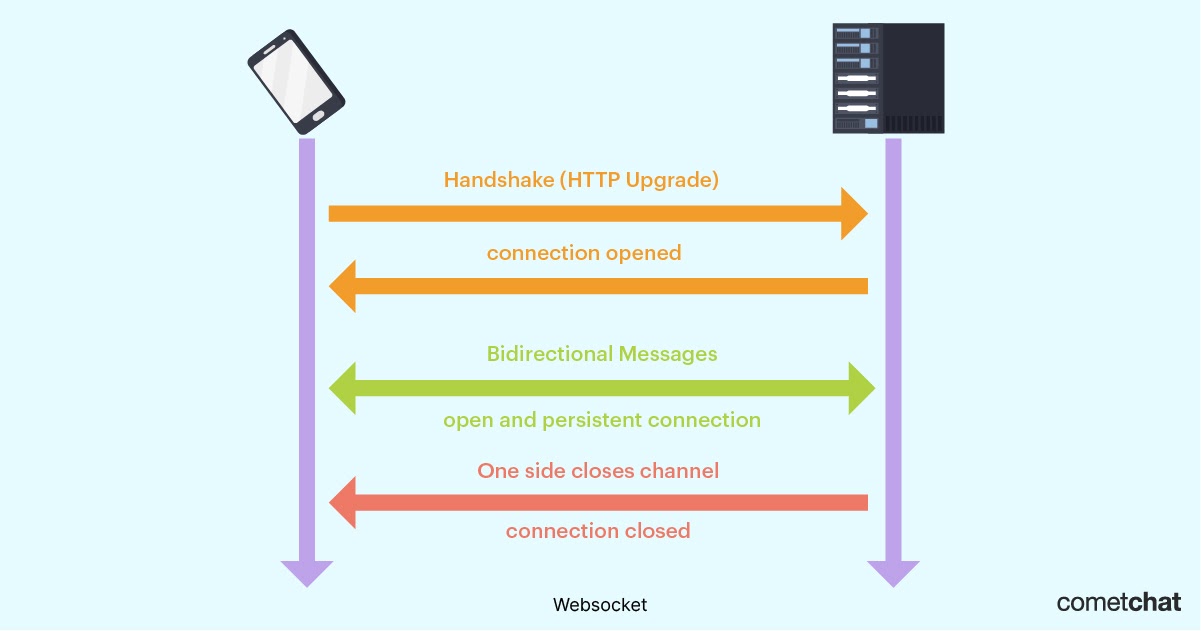 Handshake (HTTP Upgrade)
connection opened
Bidirectional Messages
open and persistent connection
One side closes channel
connection closed
Websocket
cometchat